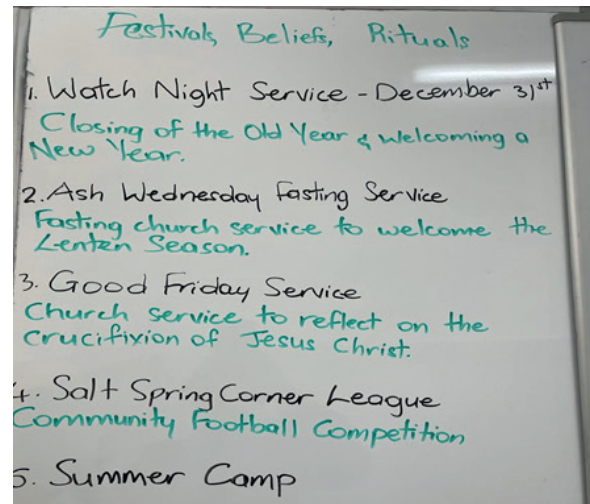 Festivals, Beliefs, Rituals
1. Watch Night Service - December 31st
Closing of the Old Year & Welcoming a
New Year.
2. Ash Wednesday Fasting Service
Fasting church service to welcome the
Lenten Season.
3. Good Friday Service
Church service to reflect on the
crucifixion of Jesus Christ.
4. Salt Spring Corner League
Community Football Competition
5. Summer Camp